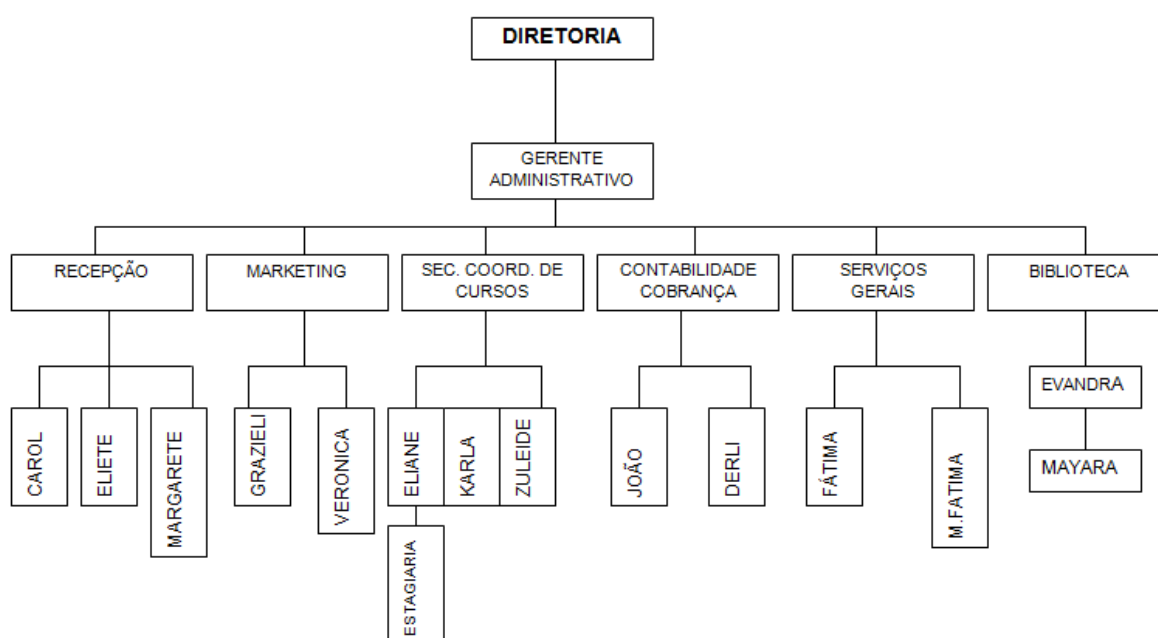 DIRETORIA
GERENTE
ADMINISTRATIVO
RECEPÇÃO
MARKETING
SEC. COORD. DE
CURSOS
CONTABILIDADE
COBRANÇA
SERVIÇOS
GERAIS
BIBLIOTECA
CAROL
ELIETE
MARGARETE
GRAZIELI
VERONICA
ELIANE
KARLA
ZULEIDE
ESTAGIARIA
JOÃO
DERLI
FÁTIMA
M.FATIMA
EVANDRA
MAYARA